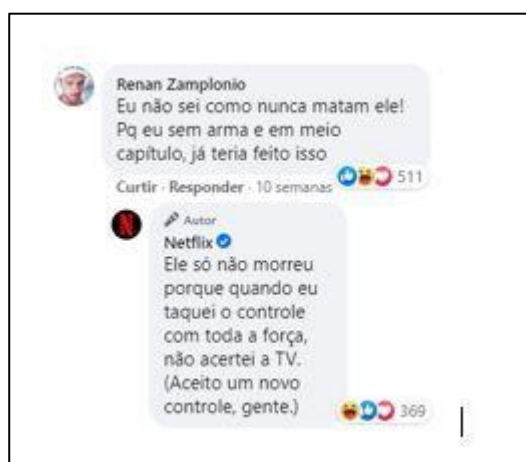 Renan Zamplonio
Eu não sei como nunca matam ele!
Pq eu sem arma e em meio
capítulo, já teria feito isso
511
Curtir · Responder · 10 semanas
Autor
Netflix
Ele só não morreu
porque quando eu
taquei o controle
com toda a força,
não acertei a TV.
(Aceito um novo
controle, gente.)
369